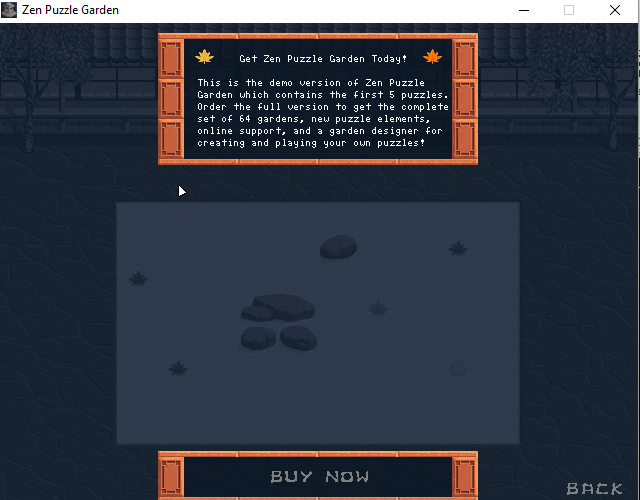 Zen Puzzle Garden
Get Zen Puzzle Garden Today!
This is the demo version of Zen Puzzle
Garden which contains the first 5 puzzles.
Order the full version to get the complete
set of 64 gardens, new puzzle elements,
online support, and a garden designer for
creating and playing your own puzzles!
BUY NOW
BACK